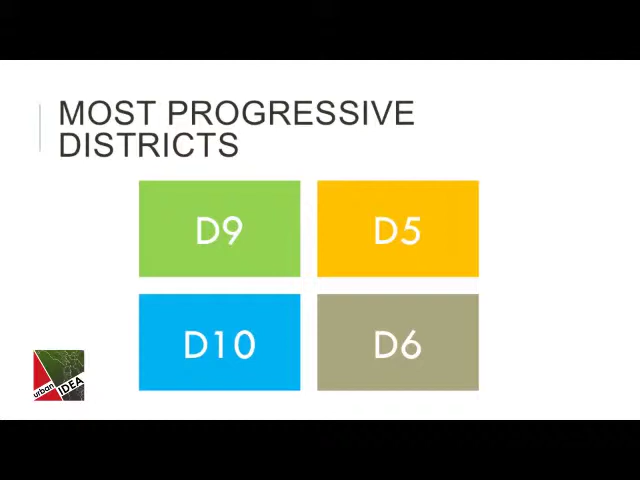 MOST PROGRESSIVE
DISTRICTS
D9
D5
D10
D6
urban IDEA